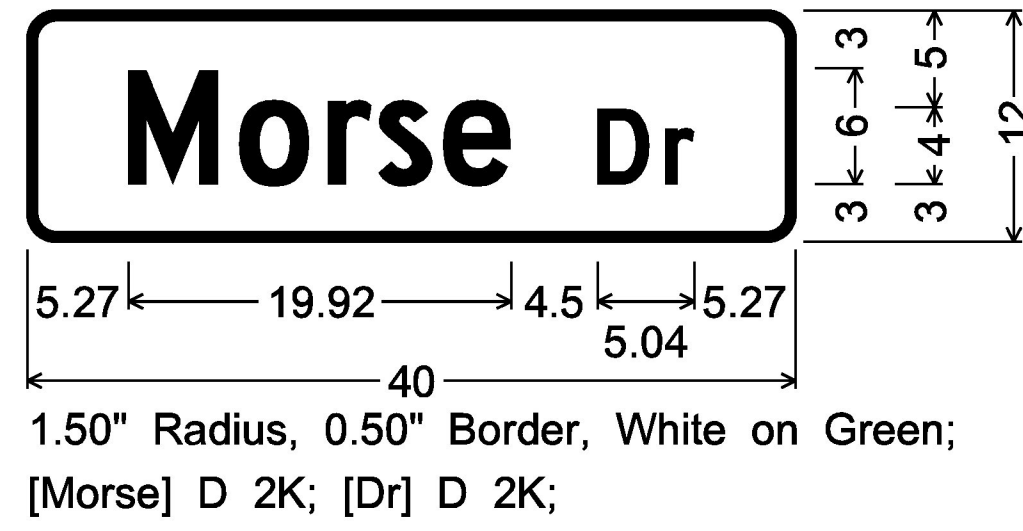 Morse Dr
3 5
6 4 12
3 3
5.27 19.92 4.5 5.27
5.04
40
1.50" Radius, 0.50" Border, White on Green;
[Morse] D 2K; [Dr] D 2K;